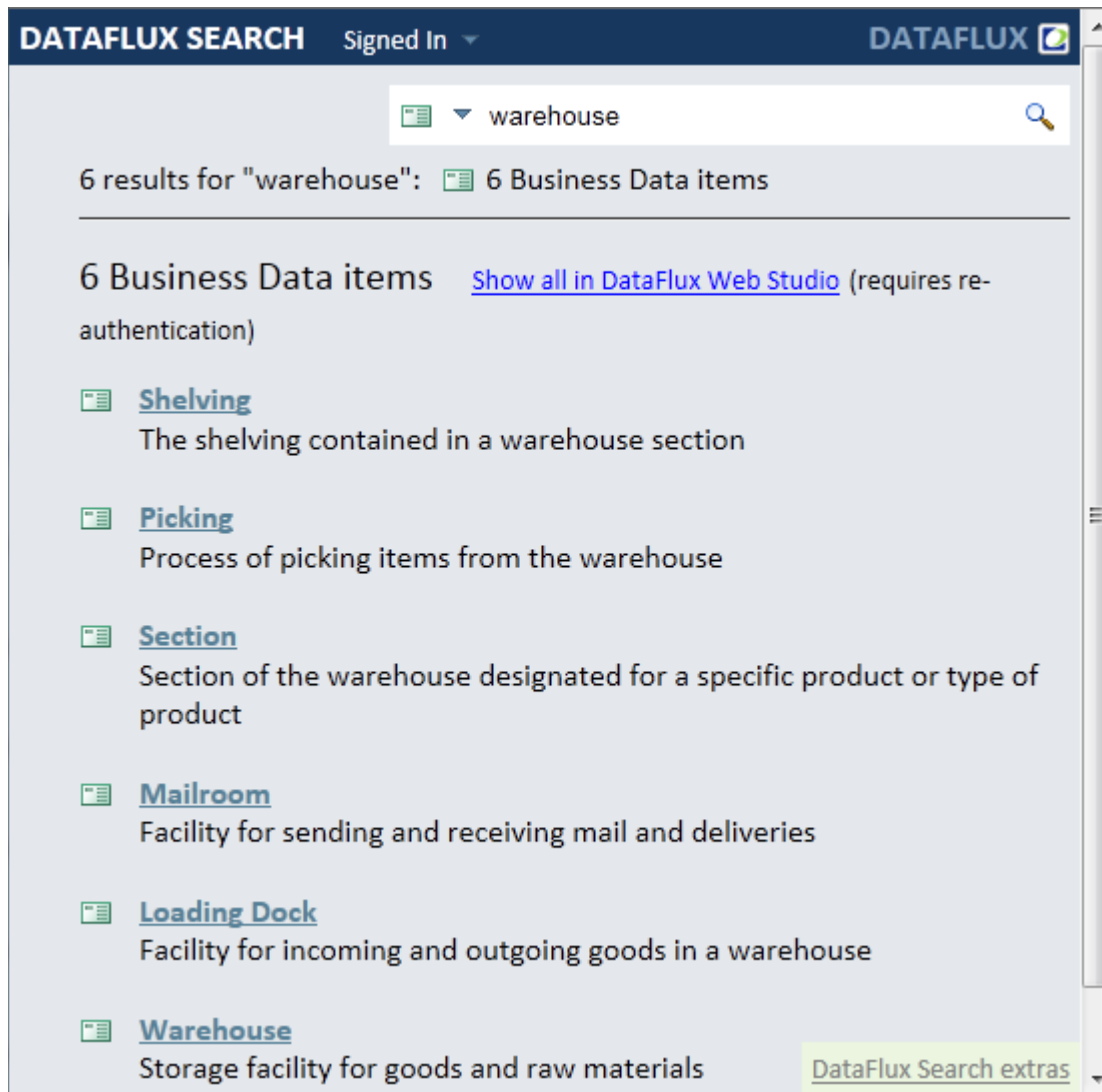 DATAFLUX SEARCH Signed In DATAFLUX
warehouse
6 results for "warehouse": 6 Business Data items
6 Business Data items Show all in DataFlux Web Studio (requires re-
authentication)
Shelving
The shelving contained in a warehouse section
Picking
Process of picking items from the warehouse
Section
Section of the warehouse designated for a specific product or type of
product
Mailroom
Facility for sending and receiving mail and deliveries
Loading Dock
Facility for incoming and outgoing goods in a warehouse
Warehouse
Storage facility for goods and raw materials DataFlux Search extras